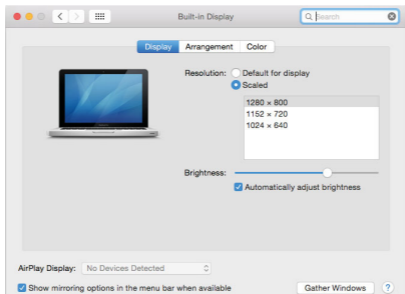 Built-in Display
Search
Display Arrangement Color
Resolution: Default for display
Scaled
1280 × 800
1152 × 720
1024 × 640
Brightness:
Automatically adjust brightness
AirPlay Display: No Devices Detected
Show mirroring options in the menu bar when available
Gather Windows ?